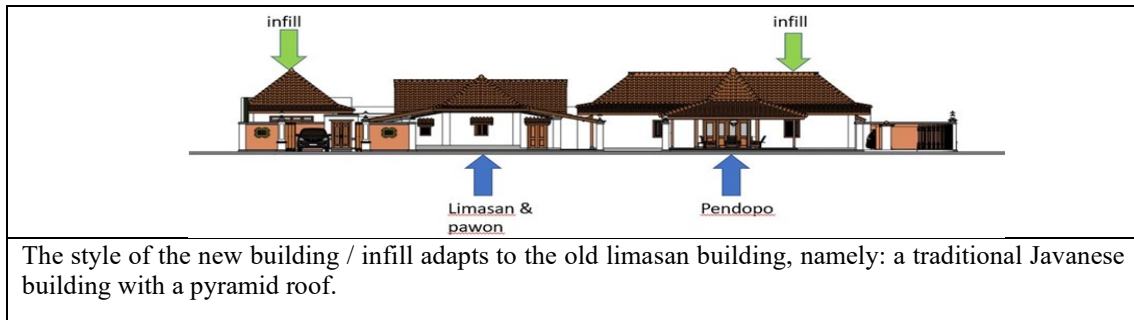 infill
infill
Limasan &
pawon
Pendopo
The style of the new building / infill adapts to the old limasan building, namely: a traditional Javanese
building with a pyramid roof.